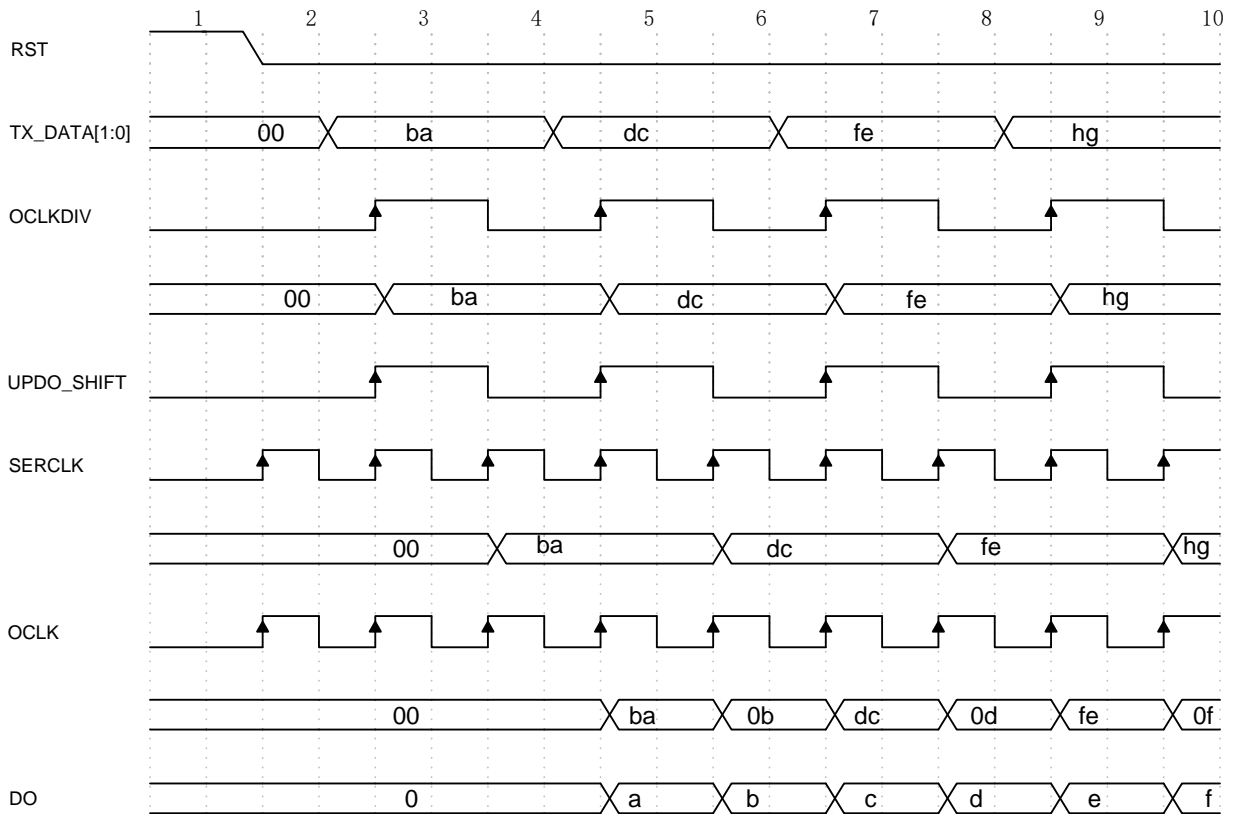 1 2 3 4 5 6 7 8 9 10
RST
TX_DATA[1:0] 00 ba dc fe hg
OCLKDIV
00 ba dc fe hg
UPDO_SHIFT
SERCLK
00 ba dc fe hg
OCLK
00 ba 0b dc 0d fe 0f
DO 0 a b c d e f